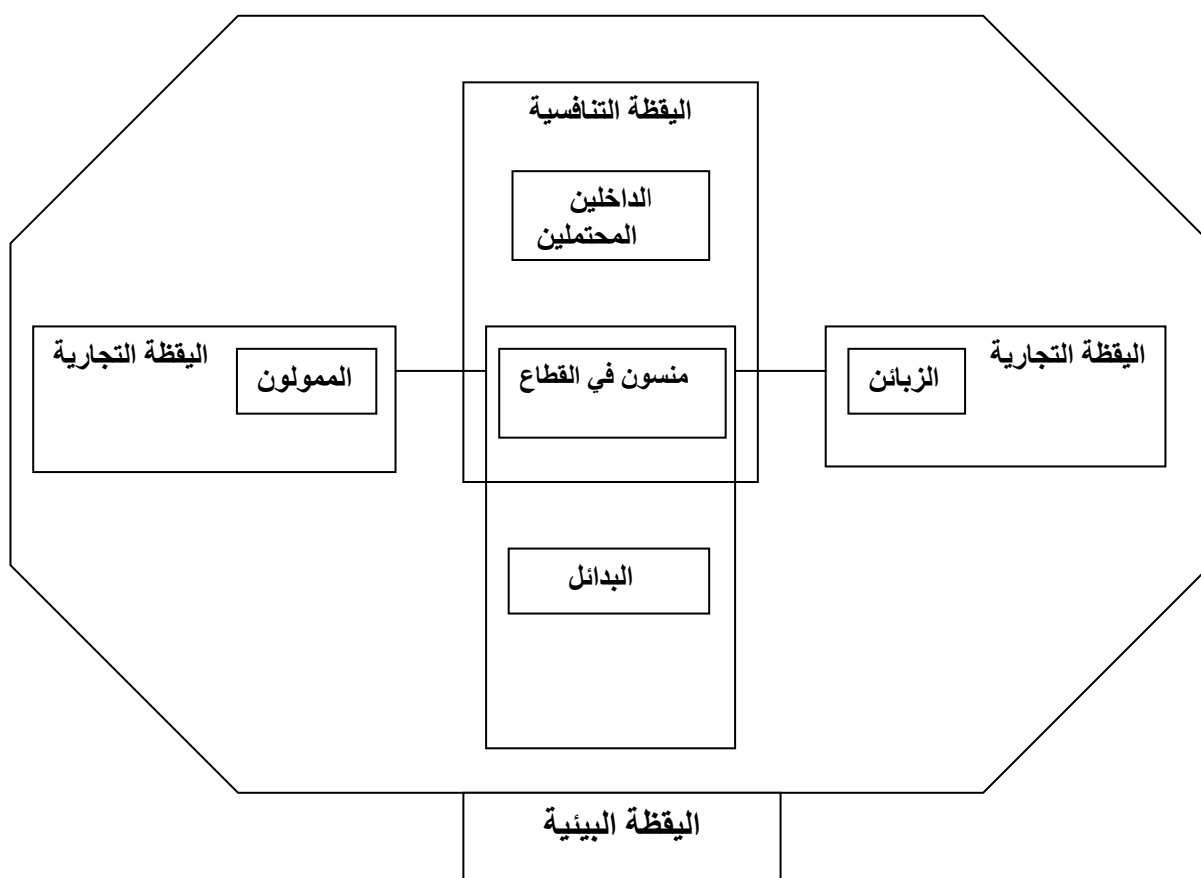 اليقظة التنافسية
الداخلين
المحتملين
اليقظة التجارية
الزبائن
منسون في القطاع
الممولون
اليقظة التجارية
البدائل
اليقظة البيئية